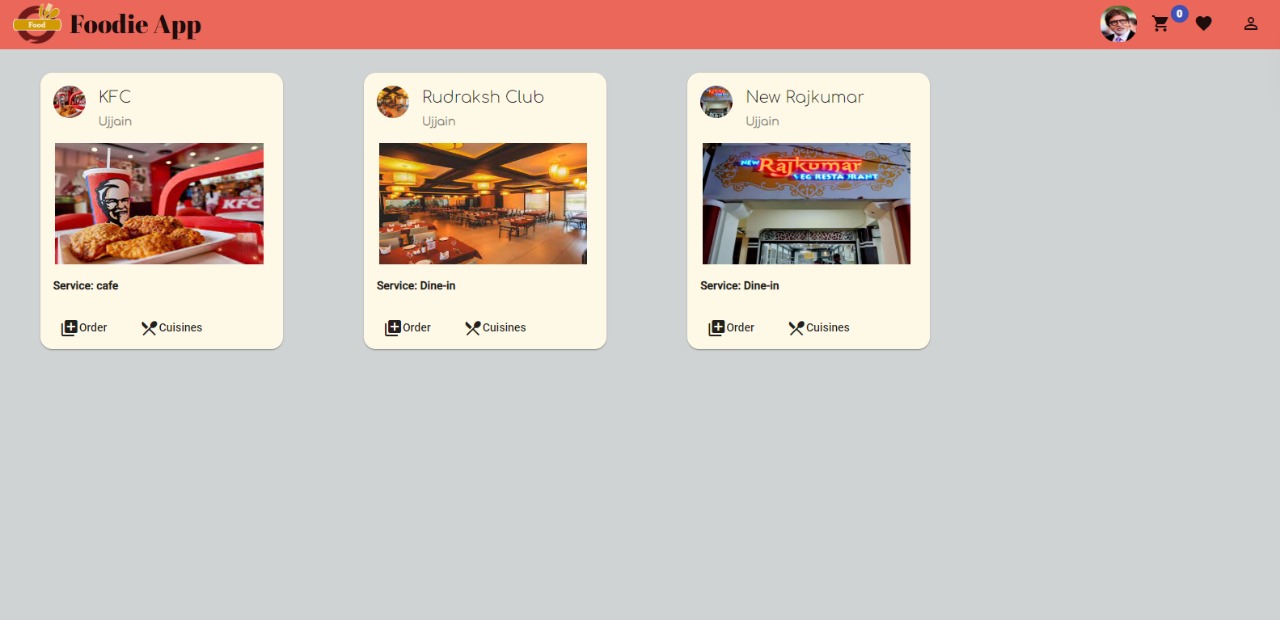 Food
Foodie App
0
KFC
Ujjain
KFC
Service: cafe
Order
Cuisines
Rudraksh Club
Ujjain
Service: Dine-in
Order
Cuisines
New Rajkumar
Ujjain
NEW Rajkumar
VEG RESTAURANT
Service: Dine-in
Order
Cuisines